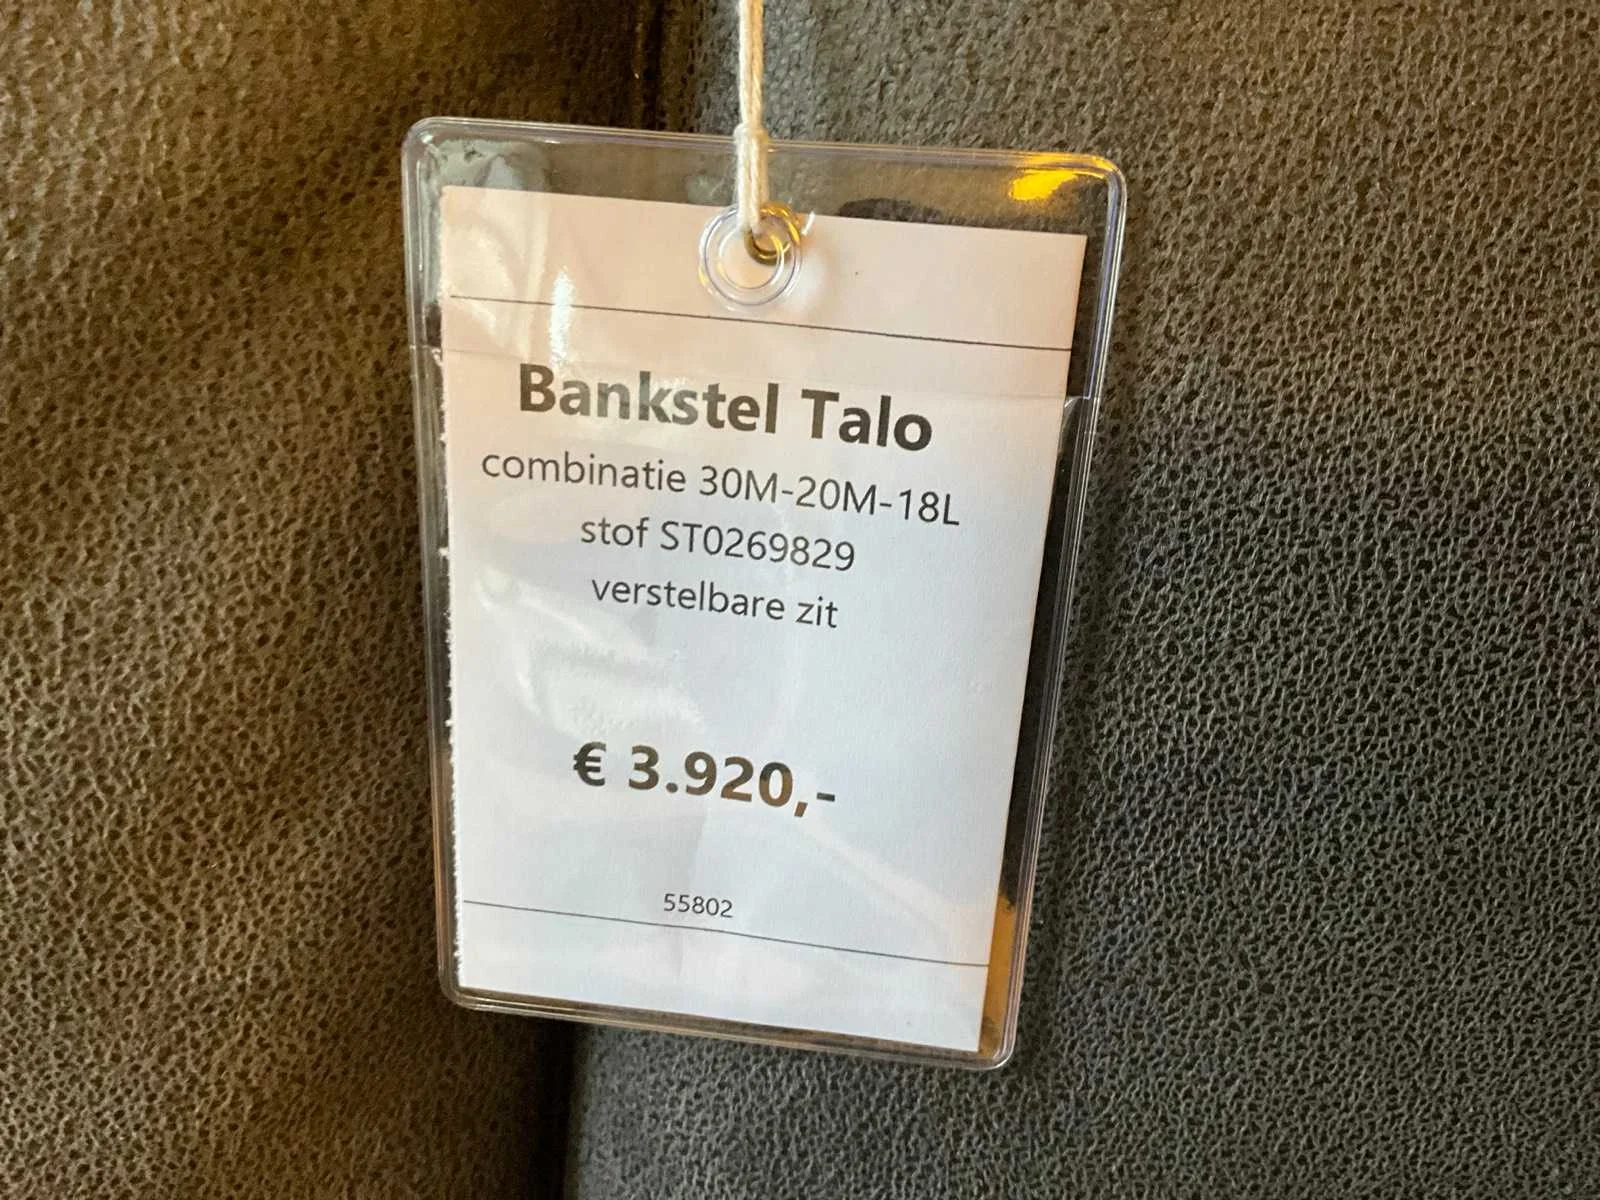 Bankstel Talo
combinatie 30M-20M-18L
stof ST0269829
verstelbare zit
€ 3.920,-
55802